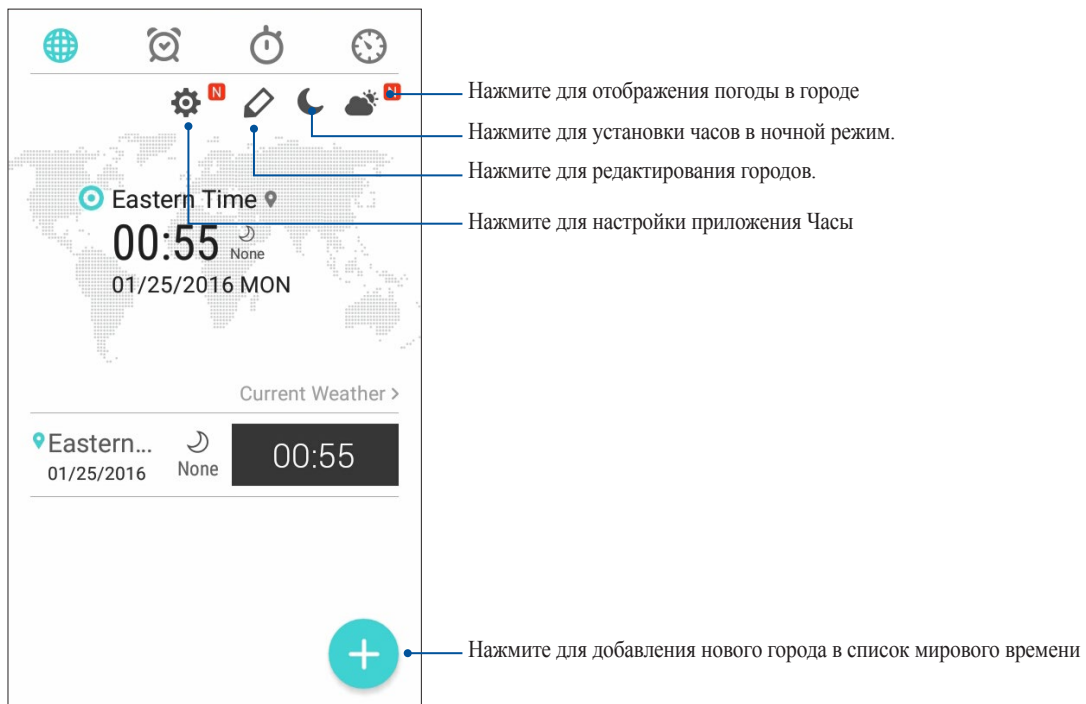 N
N
Нажмите для отображения погоды в городе
Нажмите для установки часов в ночной режим.
Нажмите для редактирования городов.
Нажмите для настройки приложения Часы
Eastern Time
00:55
None
01/25/2016 MON
Current Weather >
Eastern...
01/25/2016
None
00:55
Нажмите для добавления нового города в список мирового времени